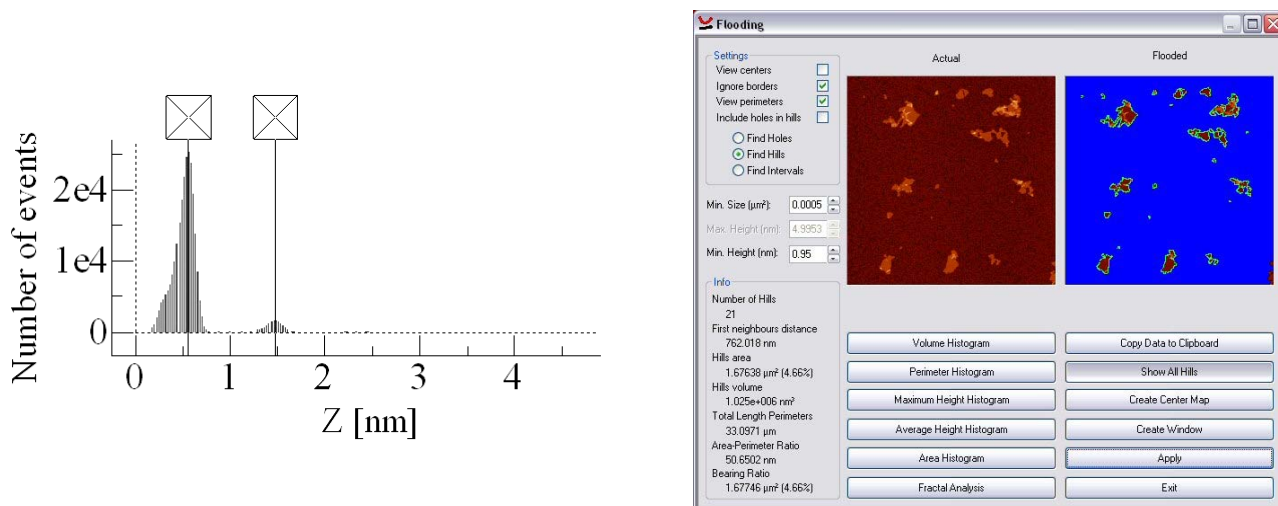 Number of events
2e4
1e4
0
0 1 2 3 4
Z [nm]
Flooding
Settings
View centers
Ignore borders
View perimeters
Include holes in hills
Find Holes
Find Hills
Find Intervals
Min. Size (µm²): 0.0005
Max. Height (nm): 4.9953
Min. Height (nm): 0.95
Info
Number of Hills
21
First neighbours distance
762.018 nm
Hills area
1.67638 µm² (4.66%)
Hills volume
1.025e+006 nm³
Total Length Perimeters
33.0971 µm
Area-Perimeter Ratio
50.6502 nm
Bearing Ratio
1.67746 µm² (4.66%)
Actual
Flooded
Volume Histogram
Copy Data to Clipboard
Perimeter Histogram
Show All Hills
Maximum Height Histogram
Create Center Map
Average Height Histogram
Create Window
Area Histogram
Apply
Fractal Analysis
Exit